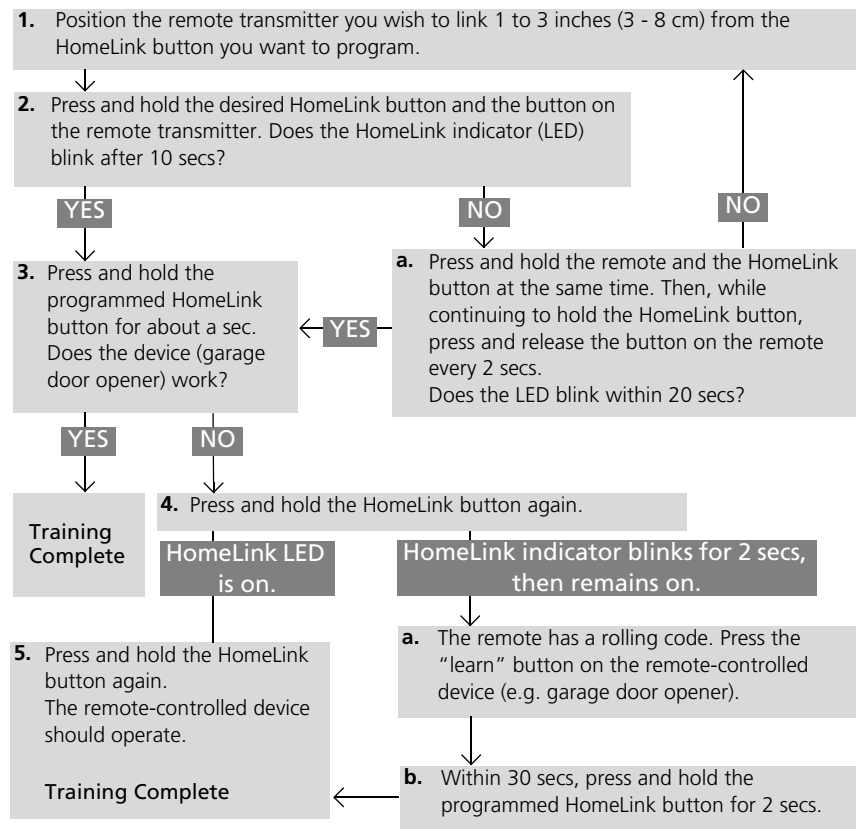 1. Position the remote transmitter you wish to link 1 to 3 inches (3 - 8 cm) from the
HomeLink button you want to program.
2. Press and hold the desired HomeLink button and the button on
the remote transmitter. Does the HomeLink indicator (LED)
blink after 10 secs?
YES
NO
NO
3. Press and hold the
programmed HomeLink
button for about a sec.
Does the device (garage
door opener) work?
YES
a. Press and hold the remote and the HomeLink
button at the same time. Then, while
continuing to hold the HomeLink button,
press and release the button on the remote
every 2 secs.
Does the LED blink within 20 secs?
YES
NO
Training
Complete
4. Press and hold the HomeLink button again.
HomeLink LED
is on.
HomeLink indicator blinks for 2 secs,
then remains on.
a. The remote has a rolling code. Press the
“learn” button on the remote-controlled
device (e.g. garage door opener).
5. Press and hold the HomeLink
button again.
The remote-controlled device
should operate.
Training Complete
b. Within 30 secs, press and hold the
programmed HomeLink button for 2 secs.